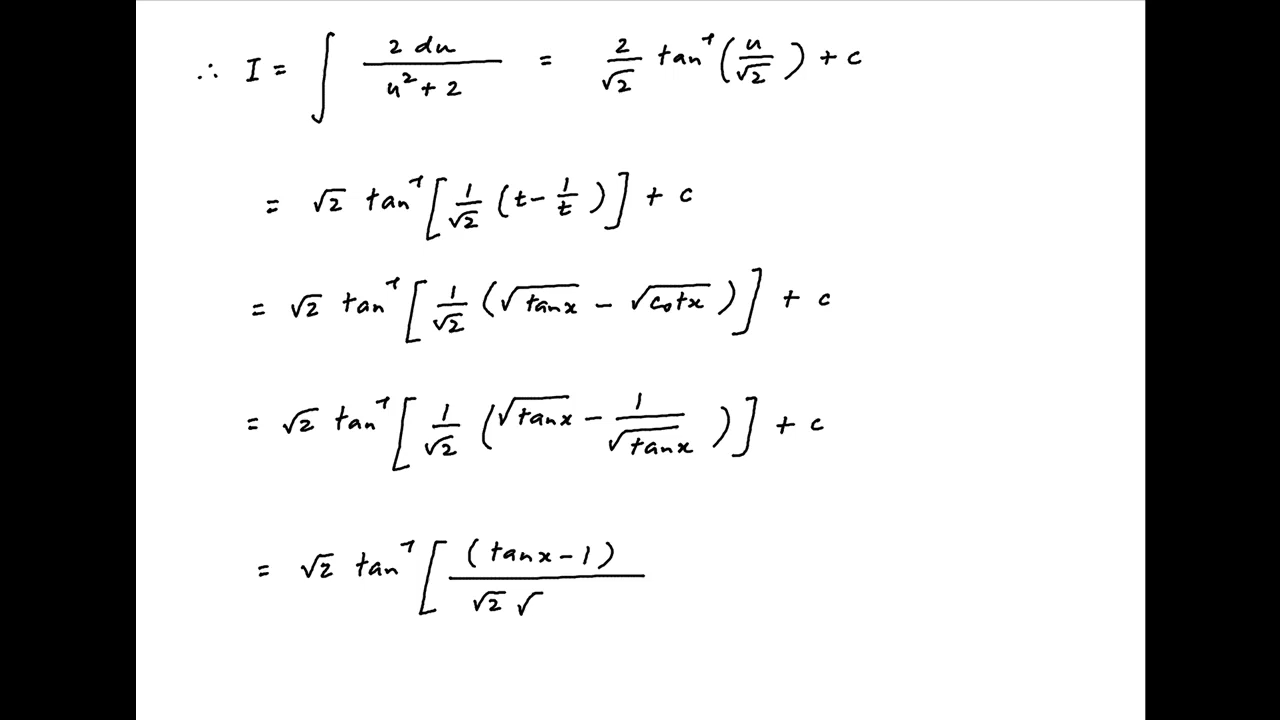 ∴ I = ∫ 2 du / (u² + 2) = 2/√2 tan⁻¹(u/√2) + c
= √2 tan⁻¹[1/√2 (t - 1/t)] + c
= √2 tan⁻¹[1/√2 (√tanx - √cotx)] + c
= √2 tan⁻¹[1/√2 (√tanx - 1/√tanx)] + c
= √2 tan⁻¹[(tanx - 1) / √2 √